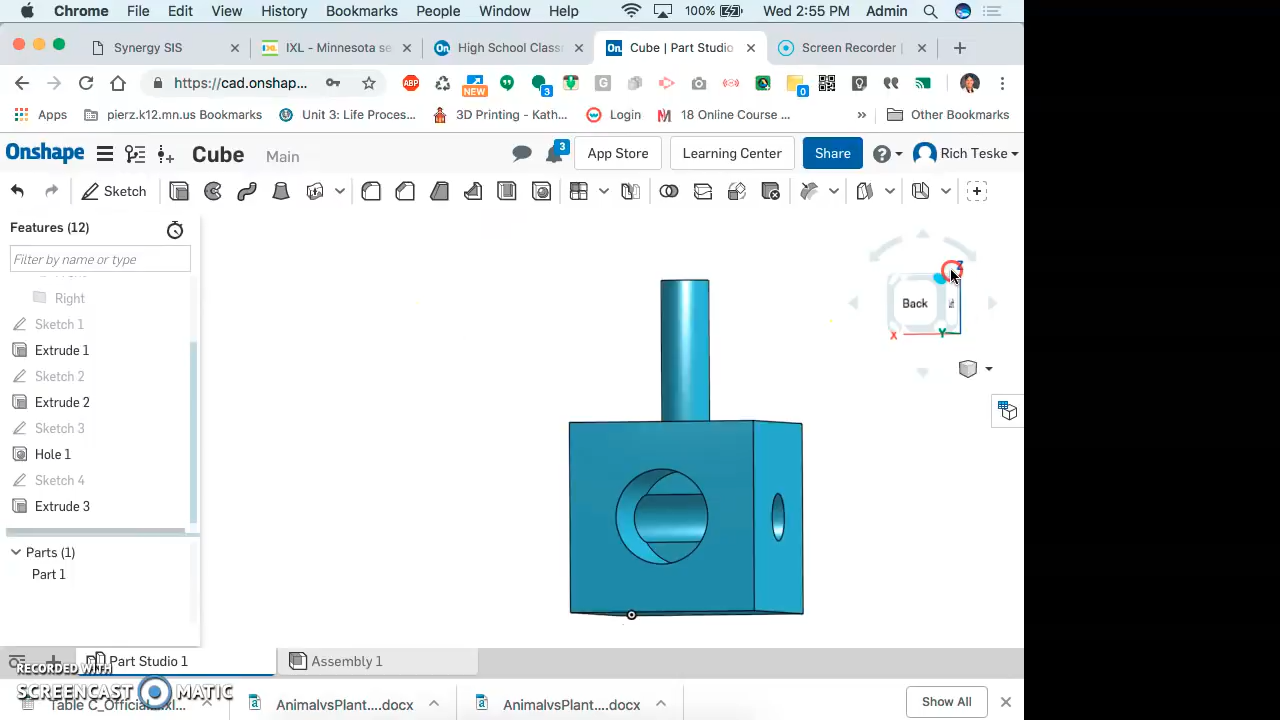 Chrome File Edit View History Bookmarks People Window Help 100% Wed 2:55 PM Admin
Synergy SIS × IXL - Minnesota se × High School Class × Cube | Part Studio × Screen Recorder ×
https://cad.onshap... ABP NEW 3 G 0
Apps pierz.k12.mn.us Bookmarks Unit 3: Life Proces... 3D Printing - Kath... Login 18 Online Course ... » Other Bookmarks
Onshape Cube Main 3 App Store Learning Center Share Rich Teske
Sketch
Features (12)
Filter by name or type
Right
Sketch 1
Extrude 1
Sketch 2
Extrude 2
Sketch 3
Hole 1
Sketch 4
Extrude 3
Parts (1)
Part 1
Z
Back
X Y
Part Studio 1 Assembly 1
RECORDED WITH
SCREENCAST MATIC
Table C_Official...xl... AnimalvsPlant....docx AnimalvsPlant....docx Show All